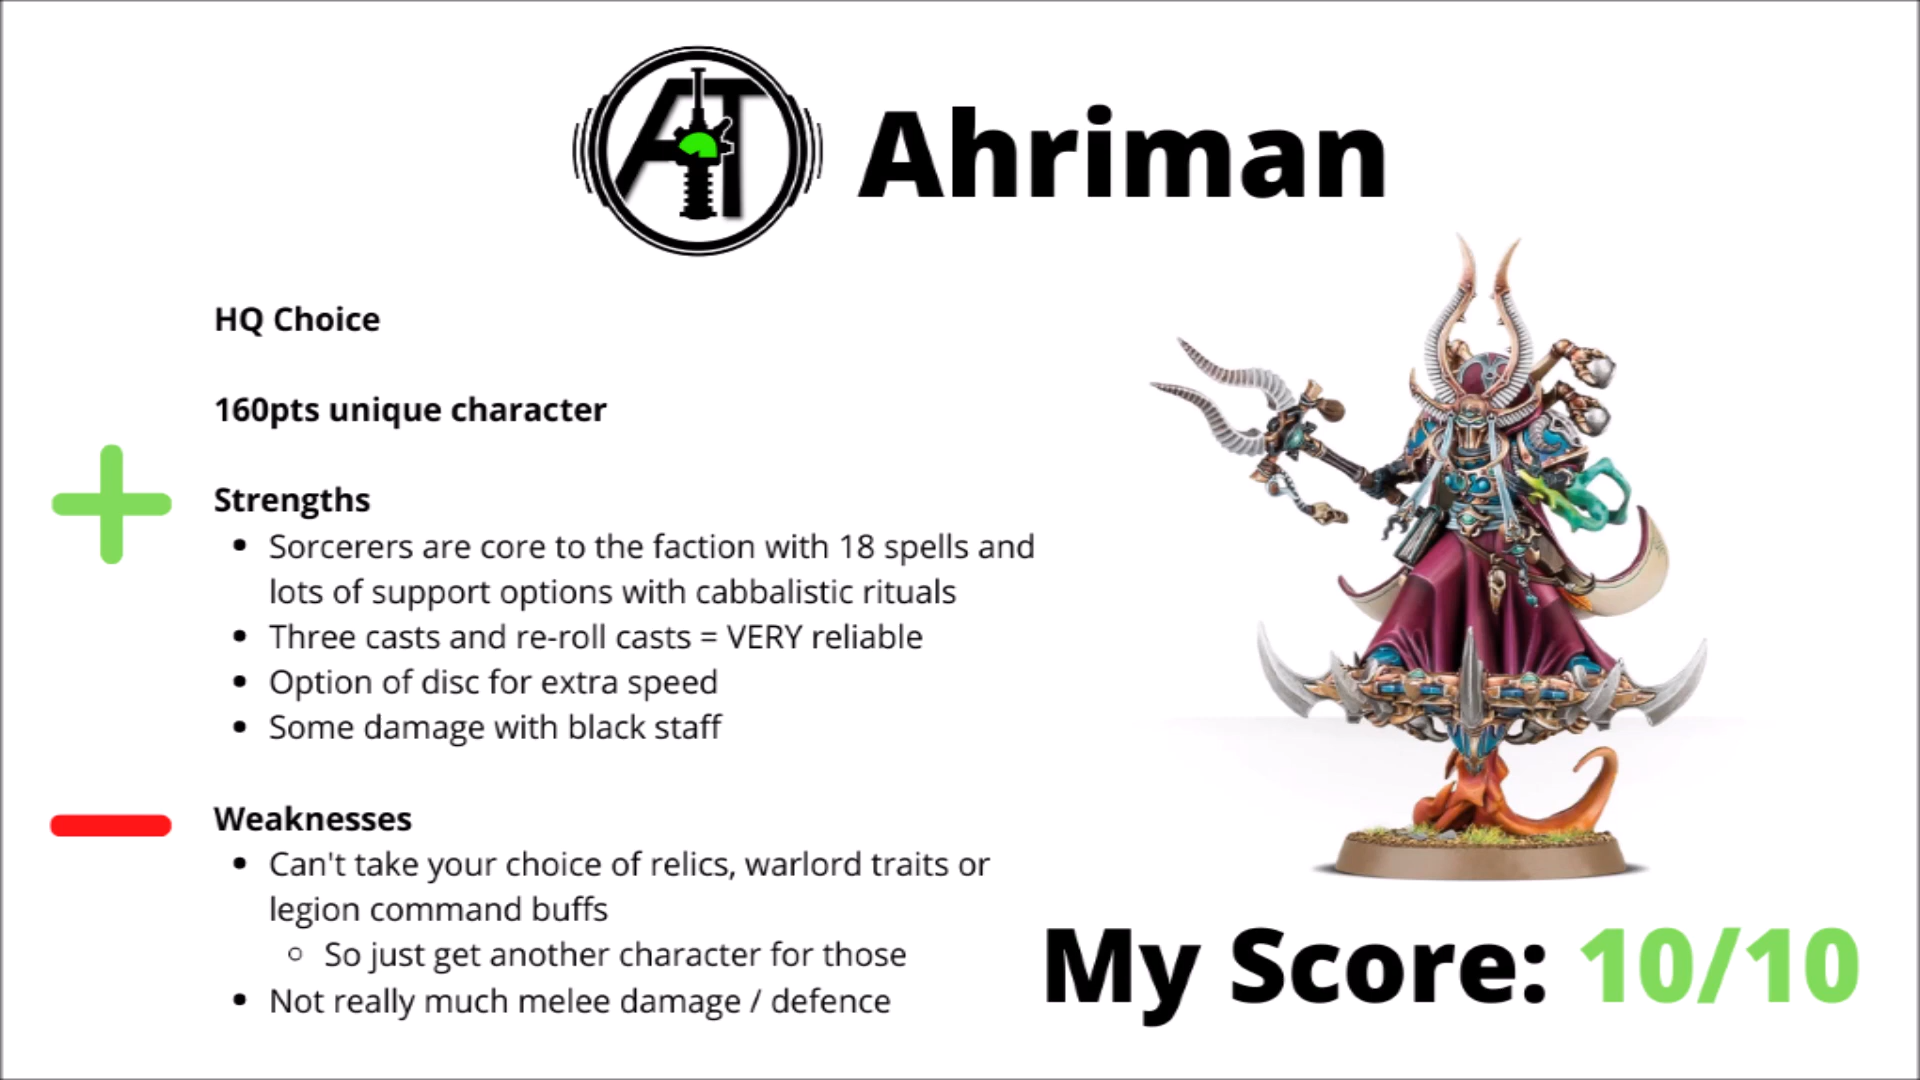 AT
Ahriman
HQ Choice
160pts unique character
Strengths
• Sorcerers are core to the faction with 18 spells and
lots of support options with cabbalistic rituals
• Three casts and re-roll casts = VERY reliable
• Option of disc for extra speed
• Some damage with black staff
Weaknesses
• Can't take your choice of relics, warlord traits or
legion command buffs
○ So just get another character for those
• Not really much melee damage / defence
My Score: 10/10